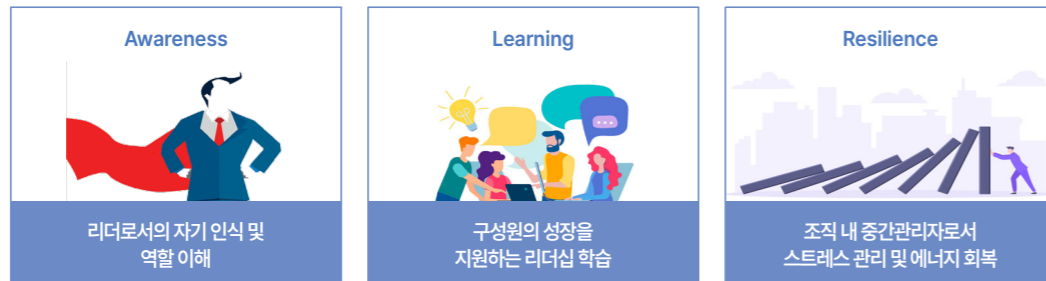 Awareness
리더로서의 자기 인식 및
역할 이해
Learning
구성원의 성장을
지원하는 리더십 학습
Resilience
조직 내 중간관리자로서
스트레스 관리 및 에너지 회복